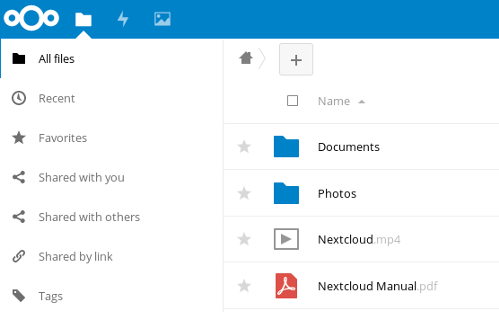 All files
Recent
Favorites
Shared with you
Shared with others
Shared by link
Tags
Name
Documents
Photos
Nextcloud.mp4
Nextcloud Manual.pdf